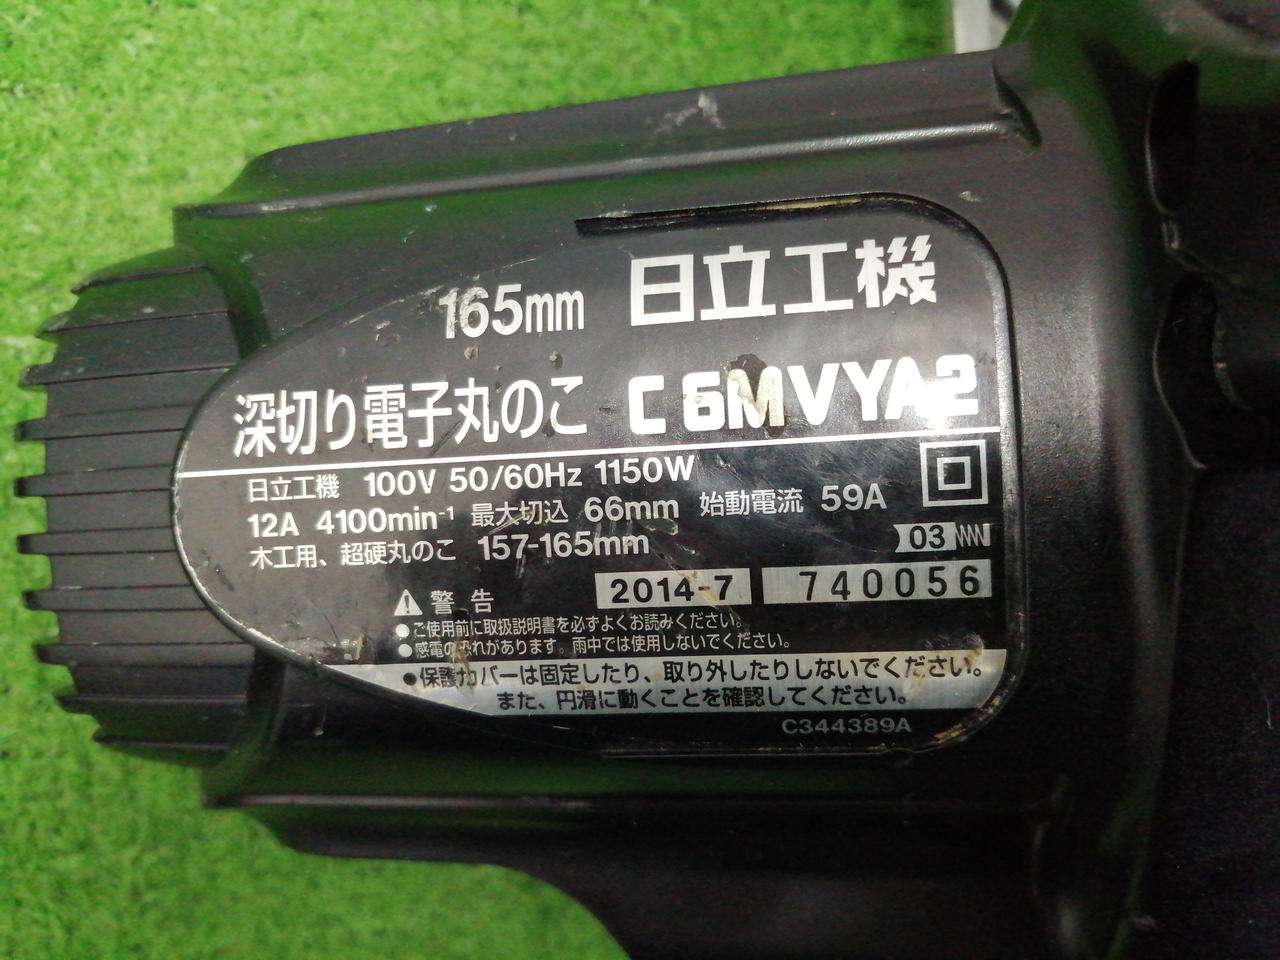 165mm 日立工機
深切り電子丸のこ C6MVYA2
日立工機 100V 50/60Hz 1150W
12A 4100min⁻¹ 最大切込 66mm 始動電流 59A
木工用、超硬丸のこ 157-165mm
03
2014-7 740056
警告
●ご使用前に取扱説明書を必ずよくお読みください。
●感電の恐れがあります。雨中では使用しないでください。
●保護カバーは固定したり、取り外したりしないでください。
また、円滑に動くことを確認してください。
C344389A